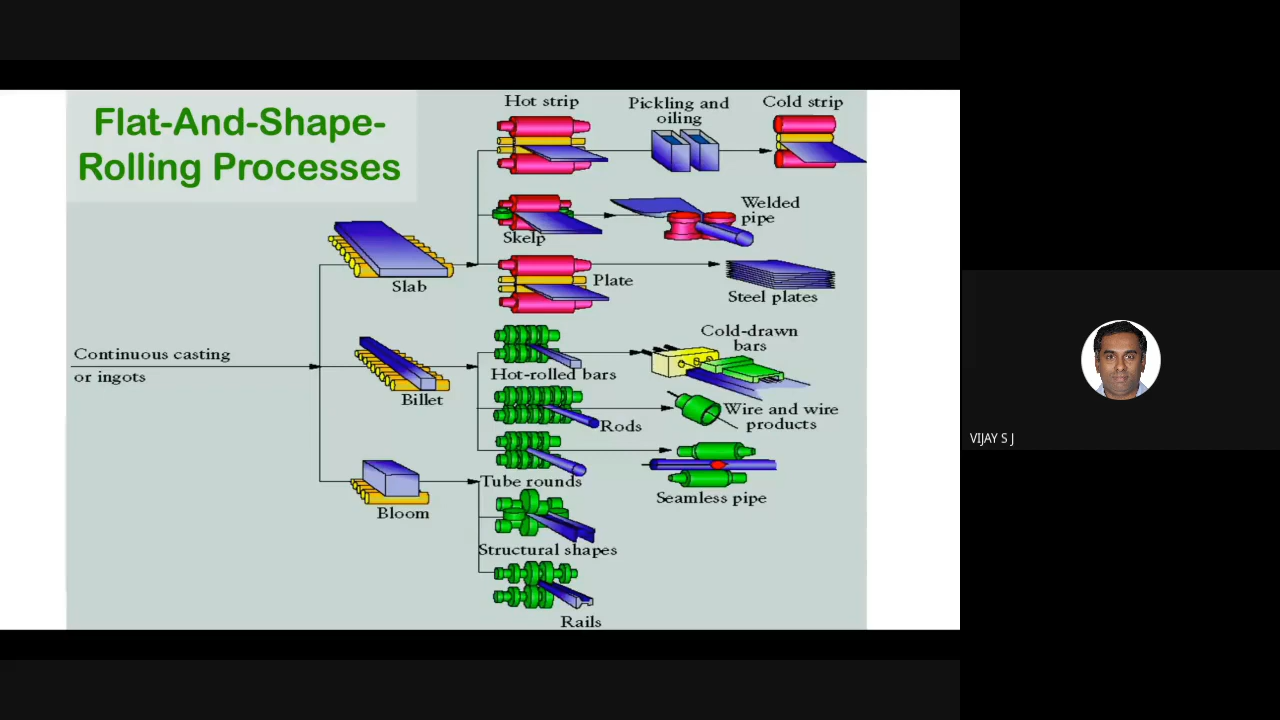 Flat-And-Shape-
Rolling Processes
Hot strip
Pickling and
oiling
Cold strip
Skelp
Welded
pipe
Slab
Plate
Steel plates
Continuous casting
or ingots
Billet
Hot-rolled bars
Cold-drawn
bars
Rods
Wire and wire
products
Tube rounds
Seamless pipe
Bloom
Structural shapes
Rails
VIJAY S J